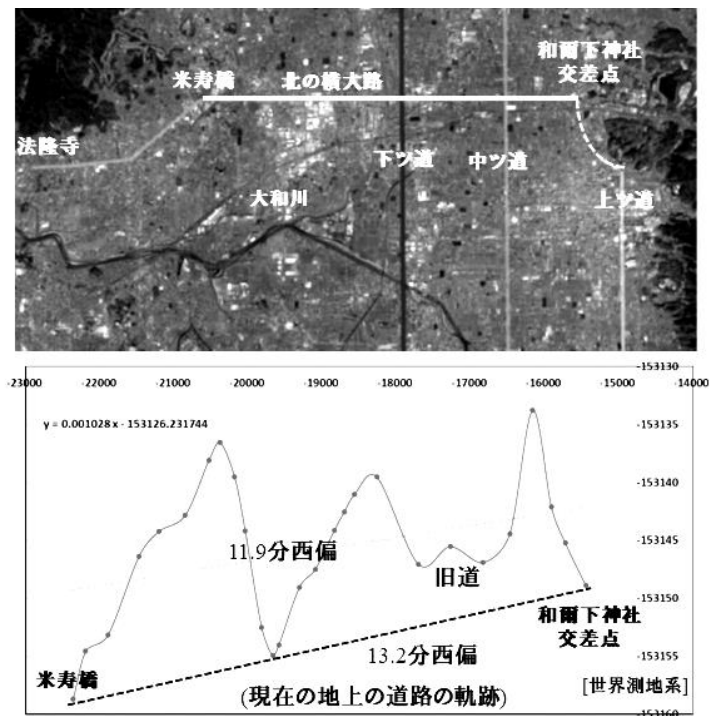 和爾下神社
交差点
米寿橋
北の横大路
法隆寺
下ツ道
中ツ道
大和川
上ツ道
-153130
-23000 -22000 -21000 -20000 -19000 -18000 -17000 -16000 -15000 -14000
y = 0.001028x - 153126.231744
-153135
-153140
-153145
11.9分西偏
旧道
-153150
和爾下神社
交差点
13.2分西偏
-153155
米寿橋
(現在の地上の道路の軌跡)
[世界測地系]
-153160